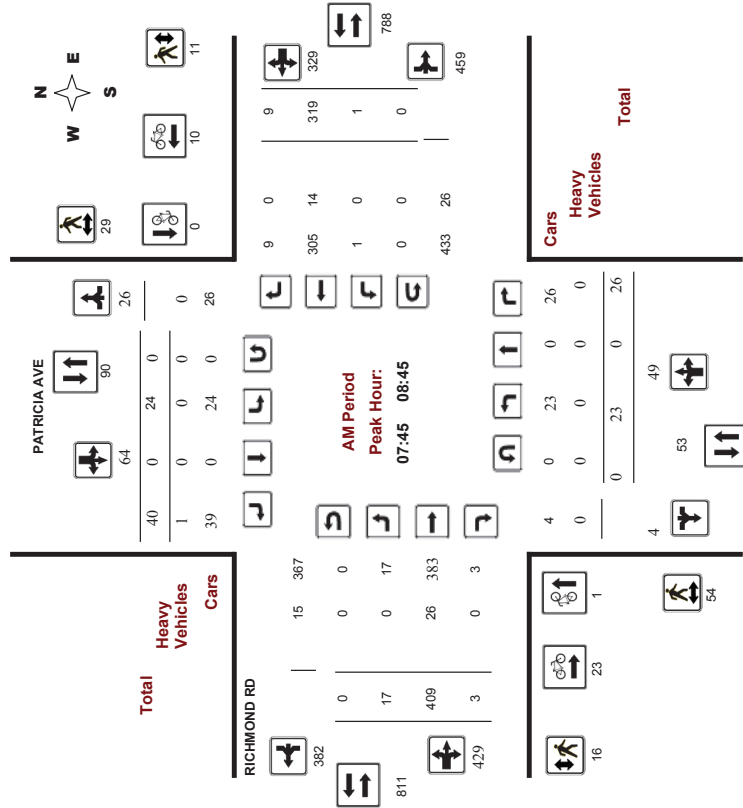 788
N
W E
S
11
329
29
10
0
459
PATRICIA AVE
90
26
64
9 319 1 0
40 0 24 0
1 0 0 0 0
39 0 24 0 26
0 14 0 0 26
9 305 1 0 433
Total
Heavy
Vehicles
Cars
AM Period
Peak Hour:
07:45 08:45
Cars
Heavy
Vehicles
Total
RICHMOND RD
15 367
0 0 0
17 0 17
409 26 383
3 0 3
382
811
429
4 0 23 0 26
0 0 0 0 0
0 23 0 26
4
53
49
1
23
16
54